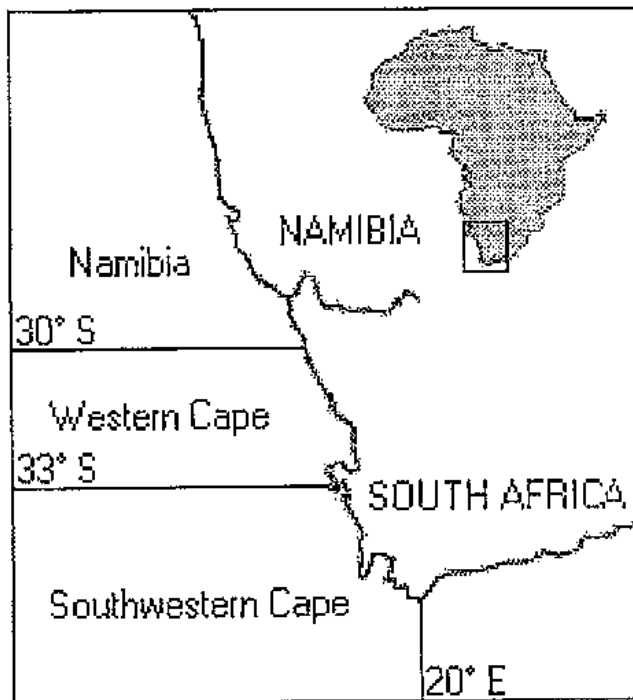 NAMIBIA
Namibia
30° S
Western Cape
33° S
SOUTH AFRICA
Southwestern Cape
20° E